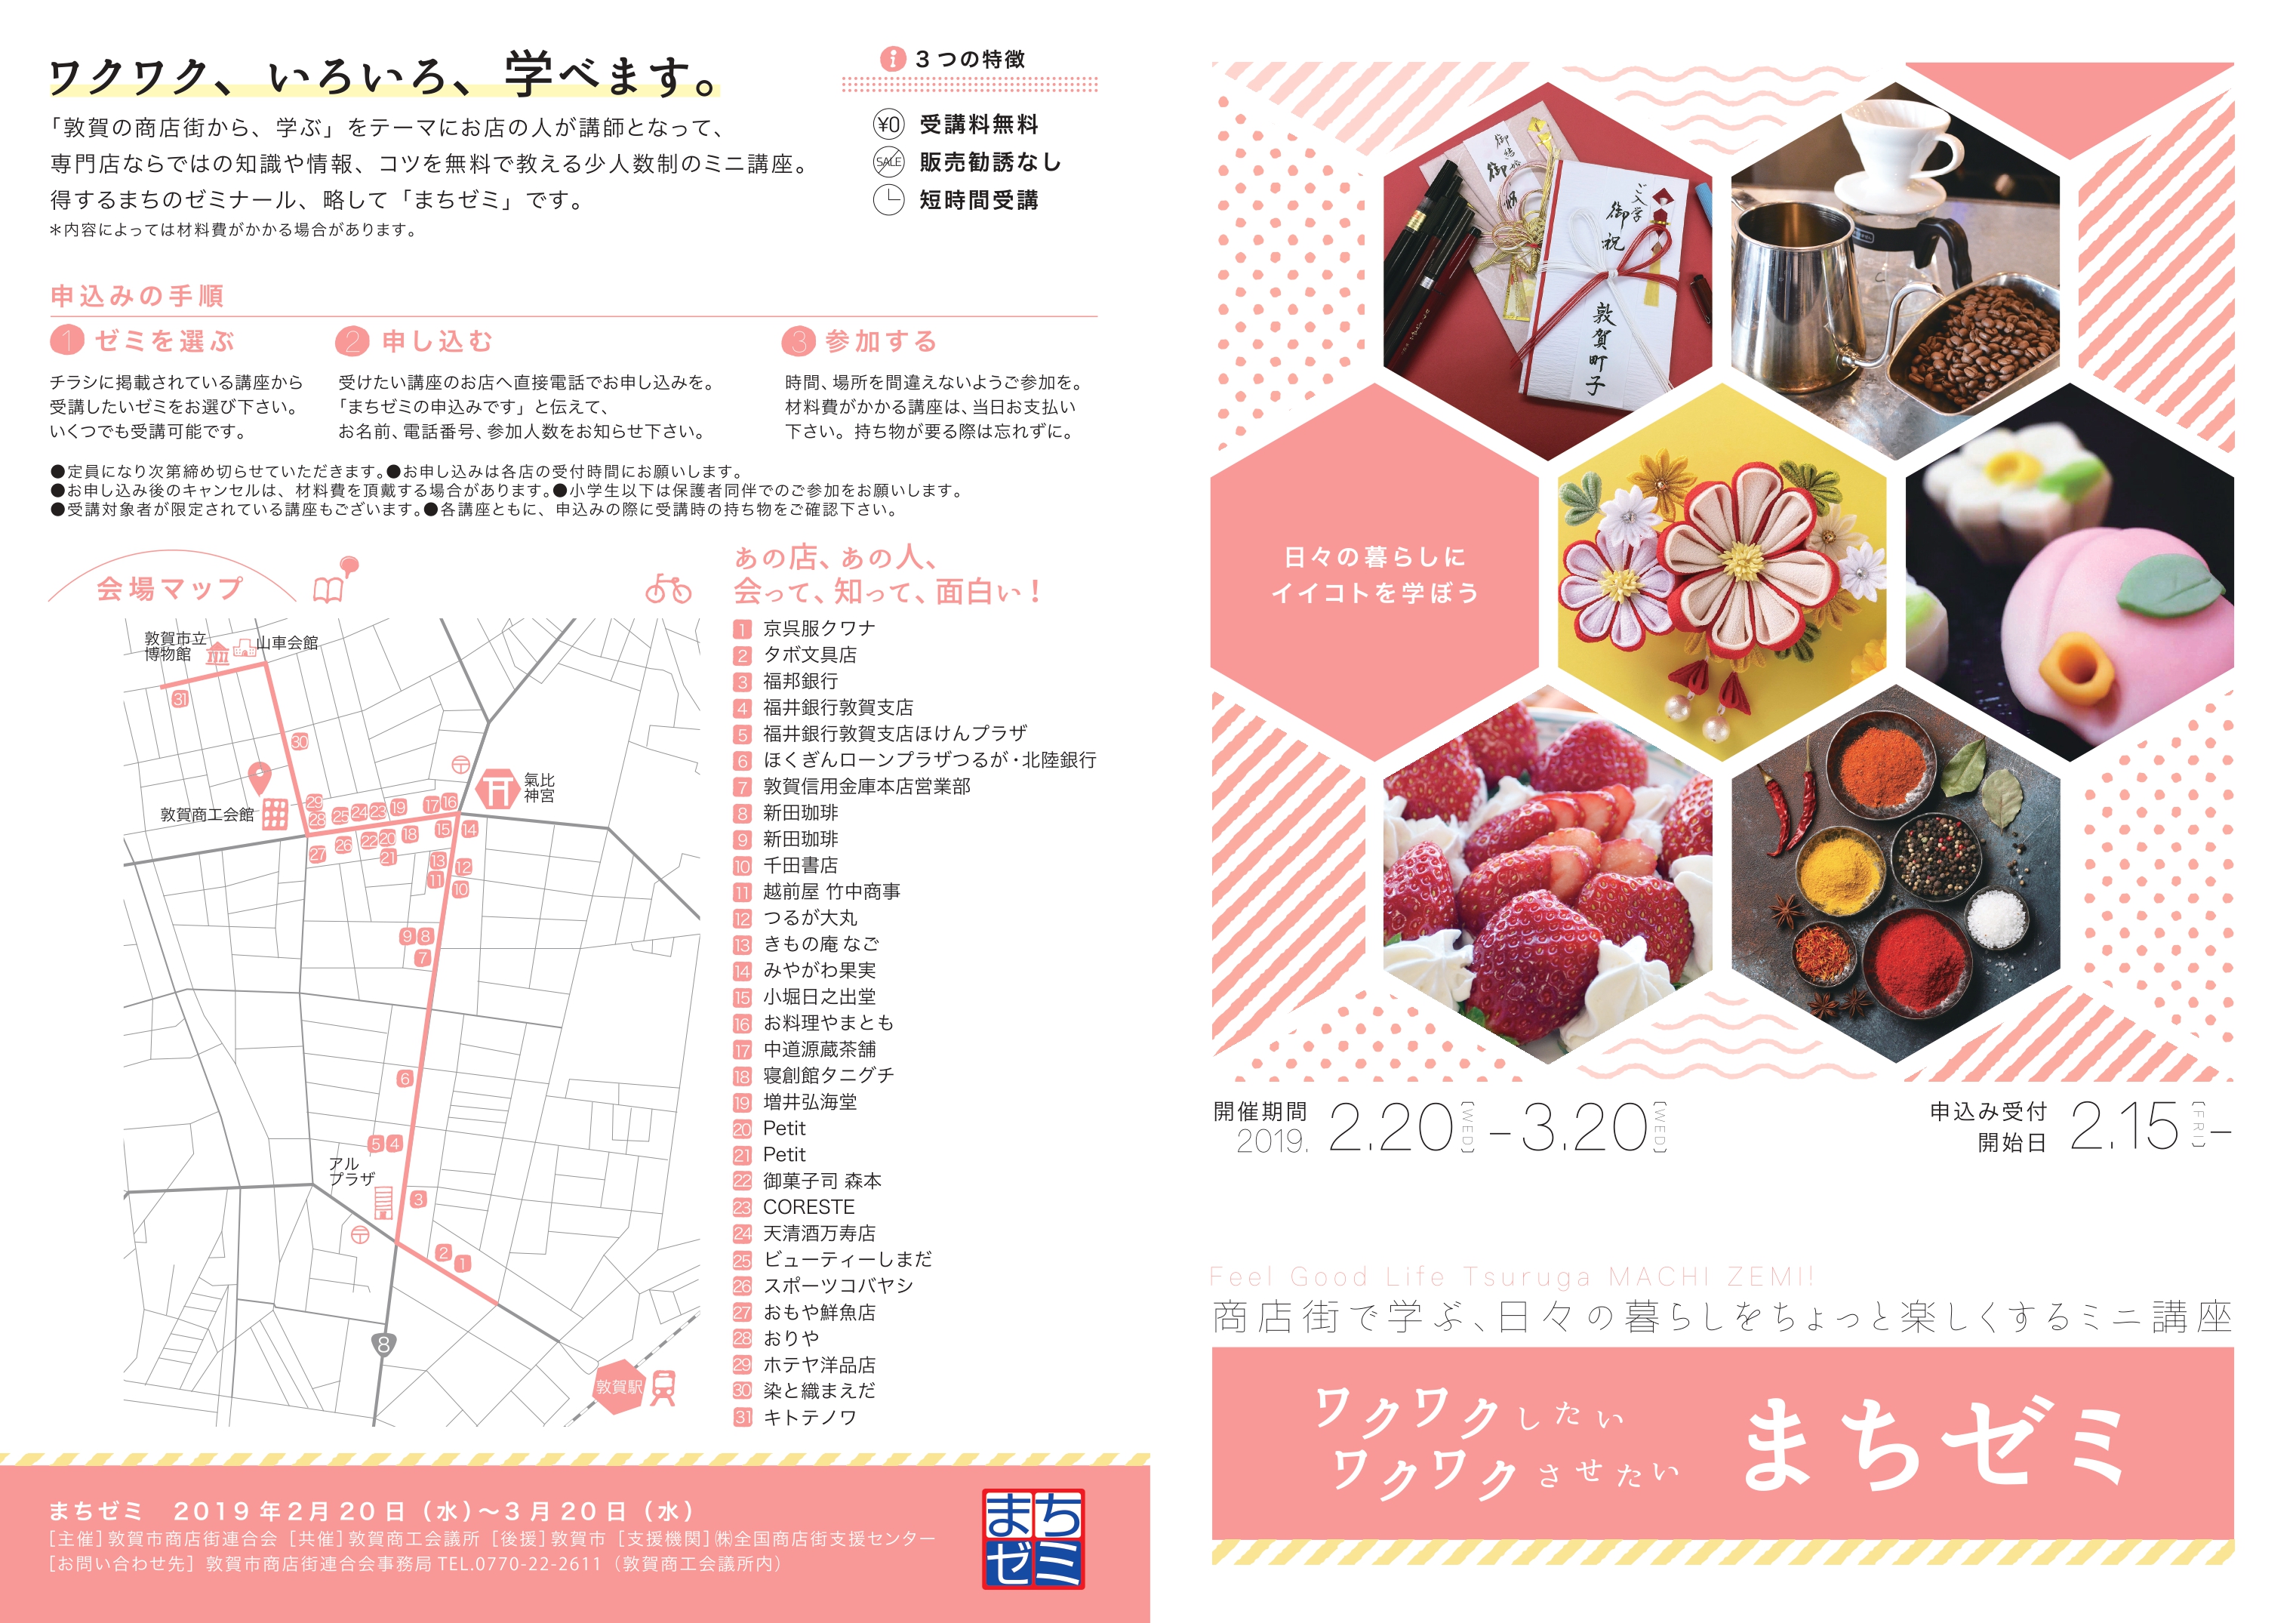 ワクワク、いろいろ、学べます。
「敦賀の商店街から、学ぶ」をテーマにお店の人が講師となって、
専門店ならではの知識や情報、コツを無料で教える少人数制のミニ講座。
得するまちのゼミナール、略して「まちゼミ」です。
＊内容によっては材料費がかかる場合があります。
i 3つの特徴
¥0 受講料無料
SALE 販売勧誘なし
短時間受講
申込みの手順
1 ゼミを選ぶ
チラシに掲載されている講座から
受講したいゼミをお選び下さい。
いくつでも受講可能です。
2 申し込む
受けたい講座のお店へ直接電話でお申し込みを。
「まちゼミの申込みです」と伝えて、
お名前、電話番号、参加人数をお知らせ下さい。
3 参加する
時間、場所を間違えないようご参加を。
材料費がかかる講座は、当日お支払い
下さい。持ち物が要る際は忘れずに。
●定員になり次第締め切らせていただきます。●お申し込みは各店の受付時間にお願いします。
●お申し込み後のキャンセルは、材料費を頂戴する場合があります。●小学生以下は保護者同伴でのご参加をお願いします。
●受講対象者が限定されている講座もございます。●各講座ともに、申込みの際に受講時の持ち物をご確認下さい。
会場マップ
敦賀市立
博物館
山車会館
31
30
敦賀商工会館
氣比
神宮
29
28 25 24 23 19 17 16
27 26 22 20 18 15 14
21
13 12
11 10
9 8
7
6
5 4
アル
プラザ
3
2 1
8
敦賀駅
あの店、あの人、
会って、知って、面白い！
1 京呉服クワナ
2 タボ文具店
3 福邦銀行
4 福井銀行敦賀支店
5 福井銀行敦賀支店ほけんプラザ
6 ほくぎんローンプラザつるが・北陸銀行
7 敦賀信用金庫本店営業部
8 新田珈琲
9 新田珈琲
10 千田書店
11 越前屋 竹中商事
12 つるが大丸
13 きもの庵 なご
14 みやがわ果実
15 小堀日之出堂
16 お料理やまとも
17 中道源蔵茶舗
18 寝創館タニグチ
19 増井弘海堂
20 Petit
21 Petit
22 御菓子司 森本
23 CORESTE
24 天清酒万寿店
25 ビューティーしまだ
26 スポーツコバヤシ
27 おもや鮮魚店
28 おりや
29 ホテヤ洋品店
30 染と織まえだ
31 キトテノワ
まちゼミ 2019年2月20日（水）〜3月20日（水）
［主催］敦賀市商店街連合会［共催］敦賀商工会議所［後援］敦賀市［支援機関］㈱全国商店街支援センター
［お問い合わせ先］敦賀市商店街連合会事務局 TEL.0770-22-2611（敦賀商工会議所内）
まち
ゼミ
ご入学
御祝
敦賀町子
日々の暮らしに
イイコトを学ぼう
開催期間
2019. 2.20[WED]–3.20[WED]
申込み受付
開始日 2.15[FRI]–
Feel Good Life Tsuruga MACHI ZEMI!
商店街で学ぶ、日々の暮らしをちょっと楽しくするミニ講座
ワクワクしたい
ワクワクさせたい
まちゼミ